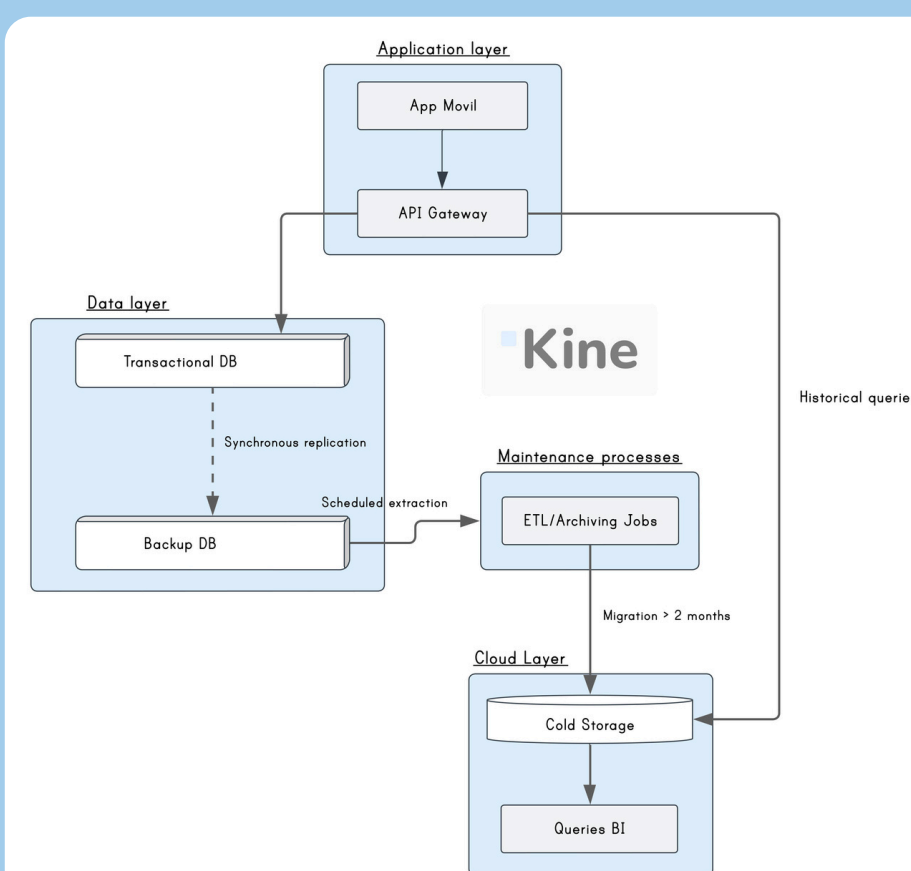 Application layer
App Movil
API Gateway
Data layer
Transactional DB
Kine
Historical querie
Synchronous replication
Maintenance processes
Scheduled extraction
ETL/Archiving Jobs
Backup DB
Migration > 2 months
Cloud Layer
Cold Storage
Queries BI